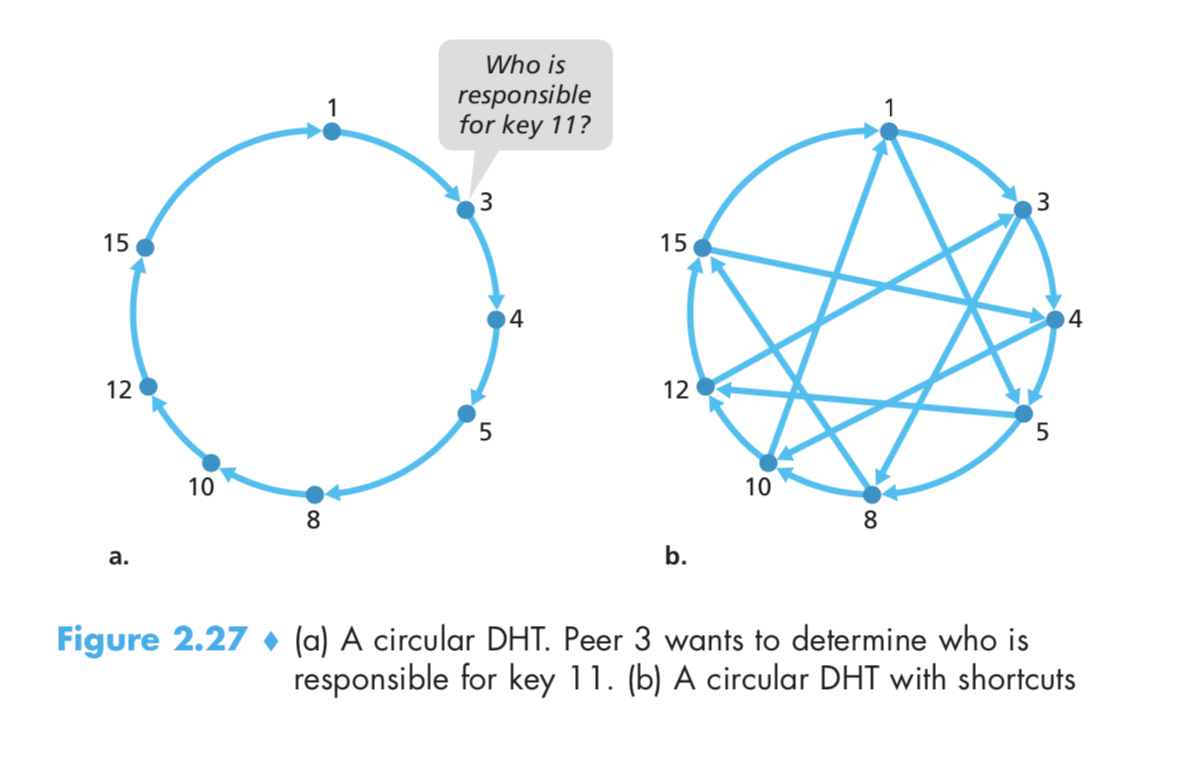 Who is
responsible
for key 11?
1
3
4
5
8
10
12
15
a.
1
3
4
5
8
10
12
15
b.
Figure 2.27 ♦ (a) A circular DHT. Peer 3 wants to determine who is
responsible for key 11. (b) A circular DHT with shortcuts